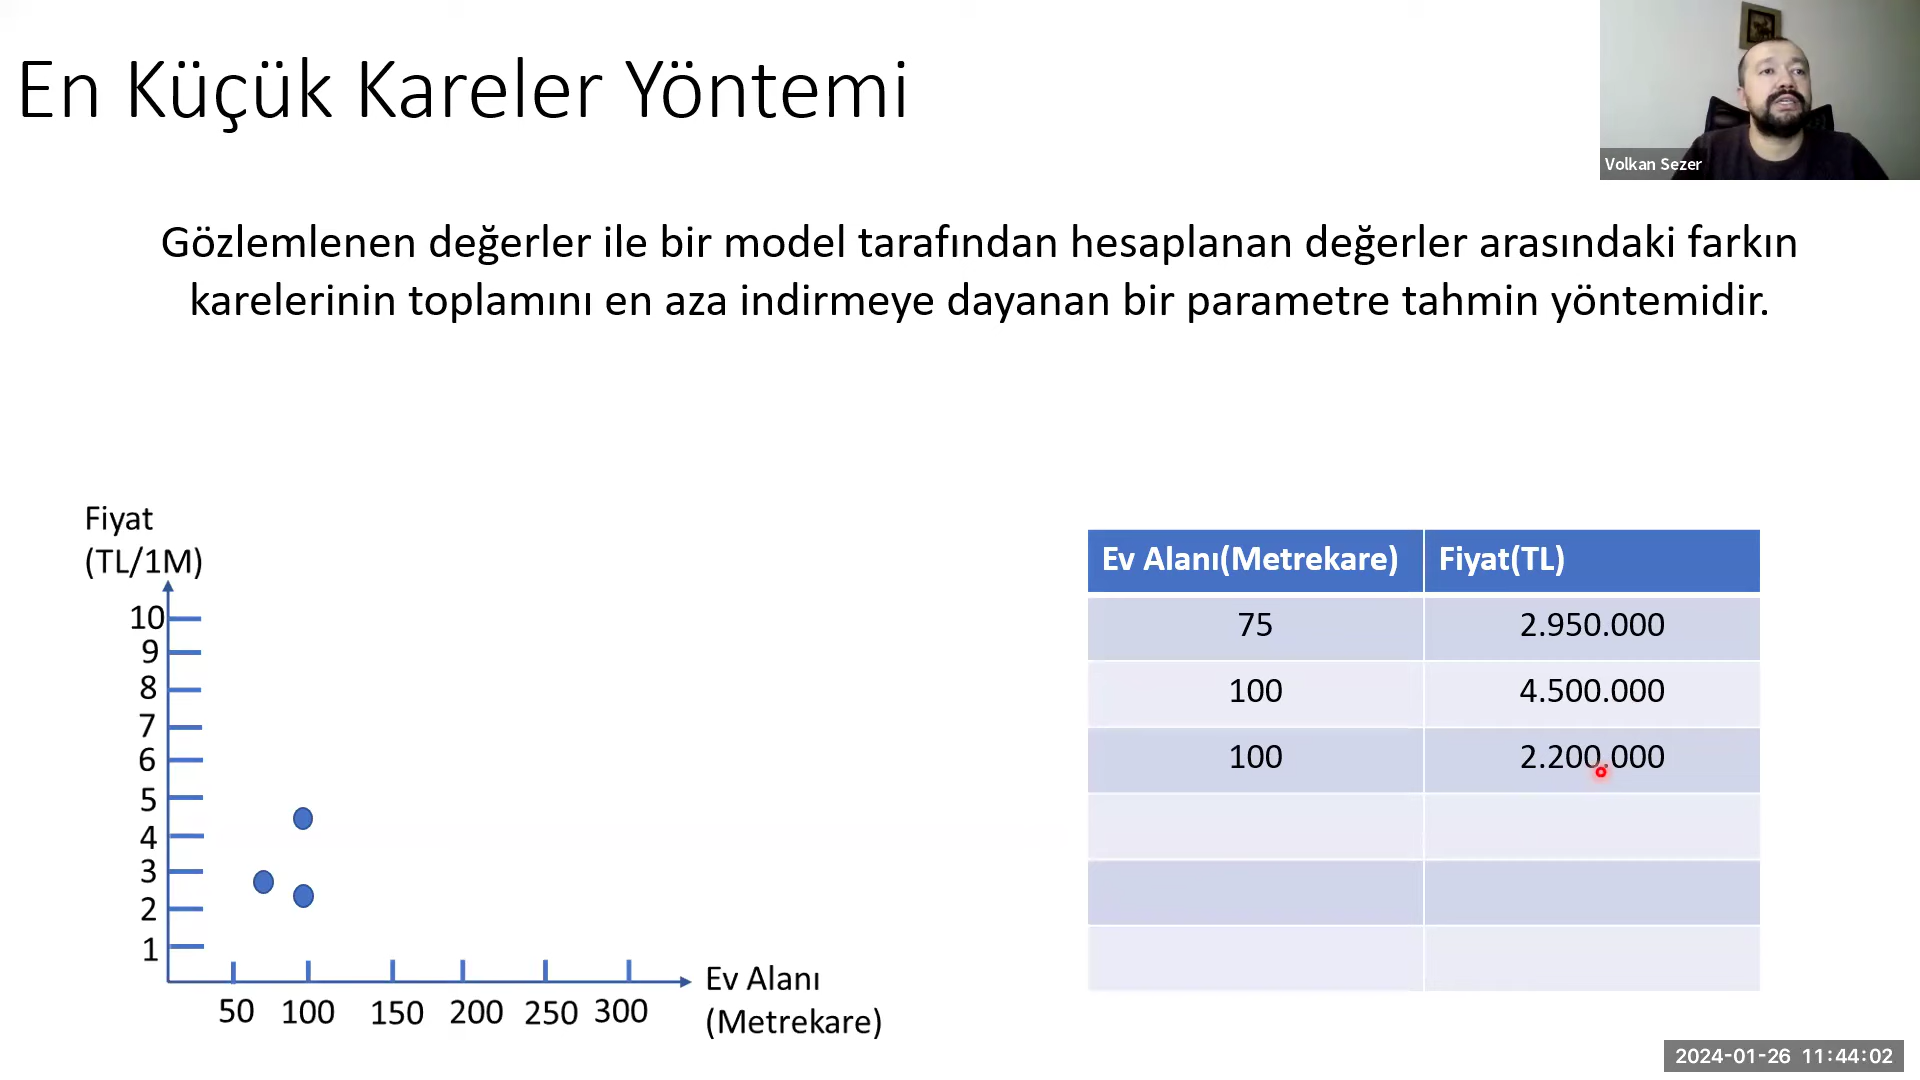 En Küçük Kareler Yöntemi
Volkan Sezer
Gözlemlenen değerler ile bir model tarafından hesaplanan değerler arasındaki farkın
karelerinin toplamını en aza indirmeye dayanan bir parametre tahmin yöntemidir.
Fiyat
(TL/1M)
10
9
8
7
6
5
4
3
2
1
50 100 150 200 250 300
Ev Alanı
(Metrekare)
Ev Alanı(Metrekare) Fiyat(TL)
75 2.950.000
100 4.500.000
100 2.200.000
2024-01-26 11:44:02